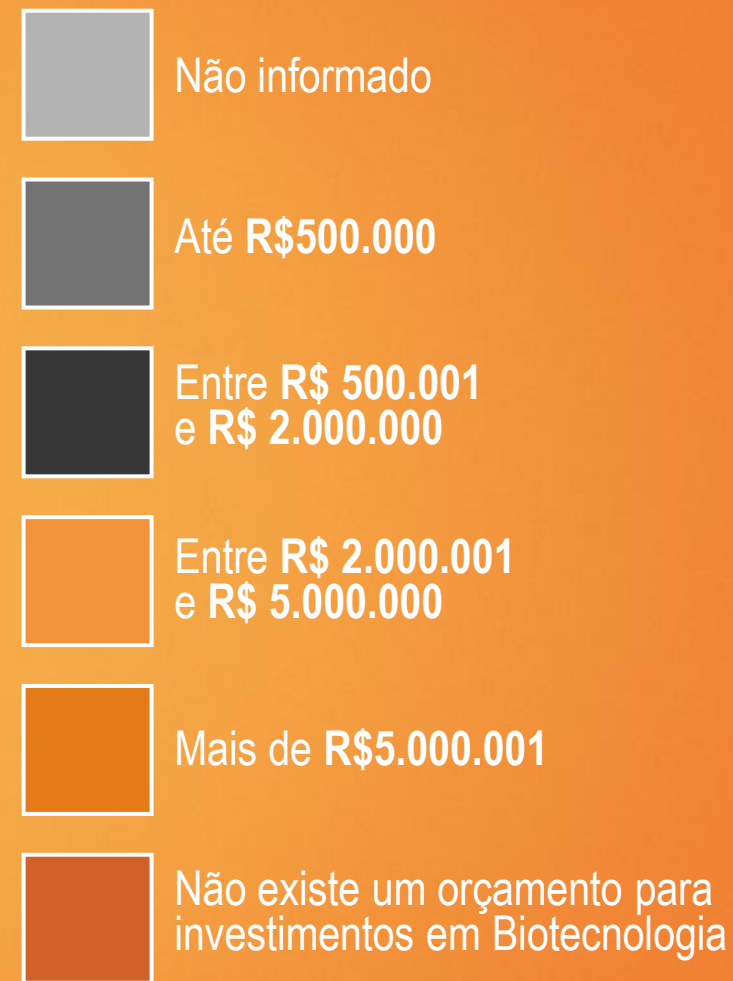 Não informado
Até R$500.000
Entre R$ 500.001
e R$ 2.000.000
Entre R$ 2.000.001
e R$ 5.000.000
Mais de R$5.000.001
Não existe um orçamento para
investimentos em Biotecnologia